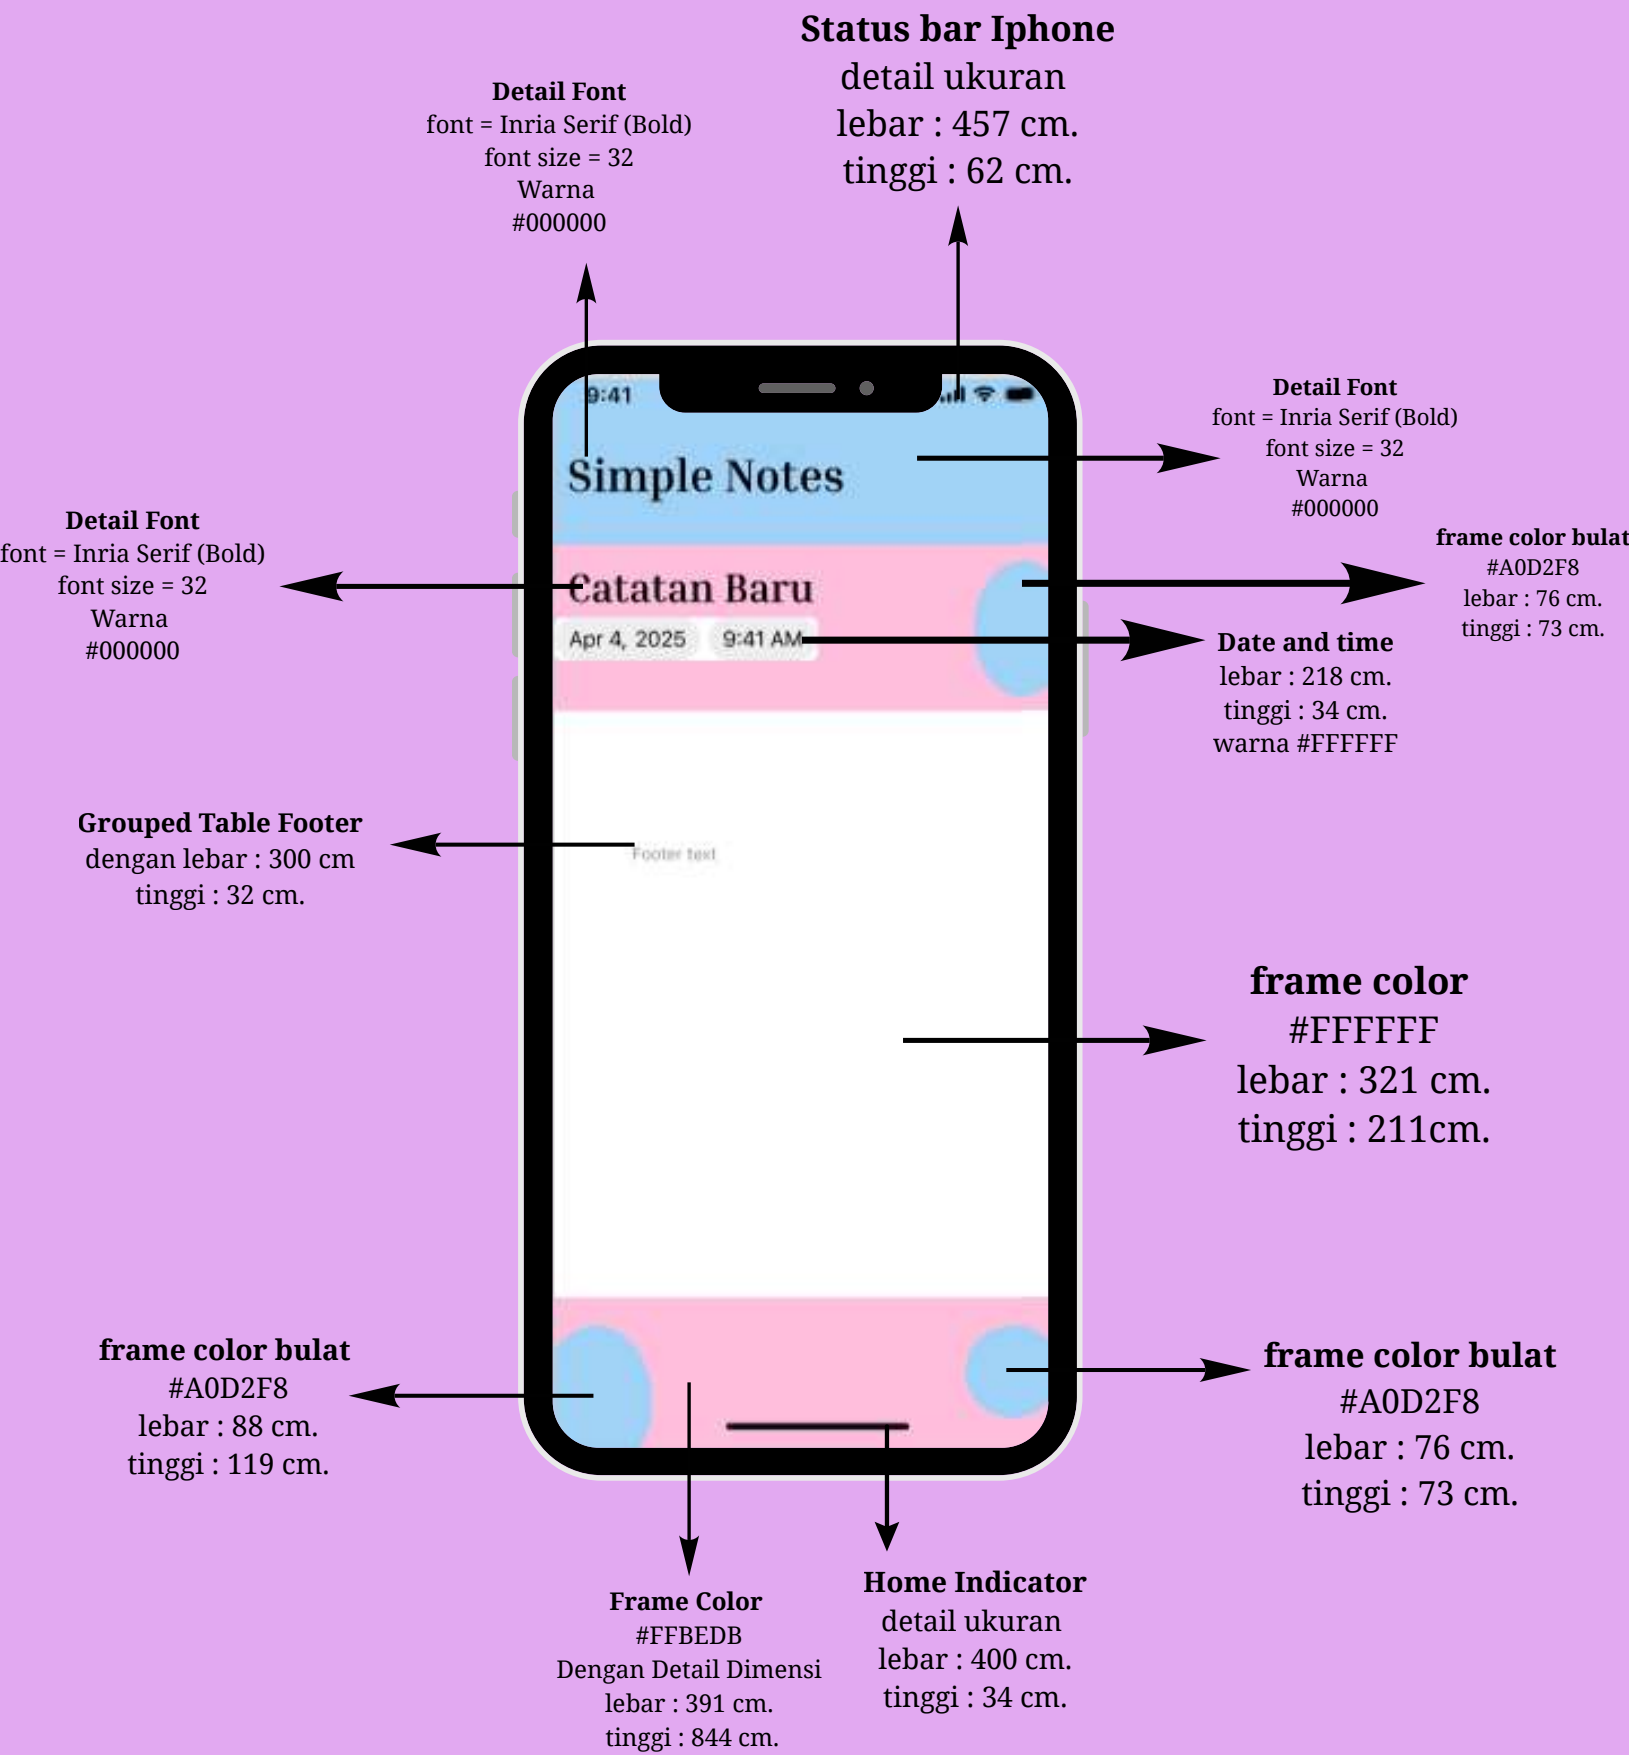 Status bar Iphone
detail ukuran
lebar : 457 cm.
tinggi : 62 cm.
Detail Font
font = Inria Serif (Bold)
font size = 32
Warna
#000000
9:41
Simple Notes
Detail Font
font = Inria Serif (Bold)
font size = 32
Warna
#000000
Detail Font
font = Inria Serif (Bold)
font size = 32
Warna
#000000
Catatan Baru
Apr 4, 2025 9:41 AM
frame color bulat
#A0D2F8
lebar : 76 cm.
tinggi : 73 cm.
Date and time
lebar : 218 cm.
tinggi : 34 cm.
warna #FFFFFF
Grouped Table Footer
dengan lebar : 300 cm
tinggi : 32 cm.
Footer text
frame color
#FFFFFF
lebar : 321 cm.
tinggi : 211cm.
frame color bulat
#A0D2F8
lebar : 88 cm.
tinggi : 119 cm.
frame color bulat
#A0D2F8
lebar : 76 cm.
tinggi : 73 cm.
Frame Color
#FFBEDB
Dengan Detail Dimensi
lebar : 391 cm.
tinggi : 844 cm.
Home Indicator
detail ukuran
lebar : 400 cm.
tinggi : 34 cm.